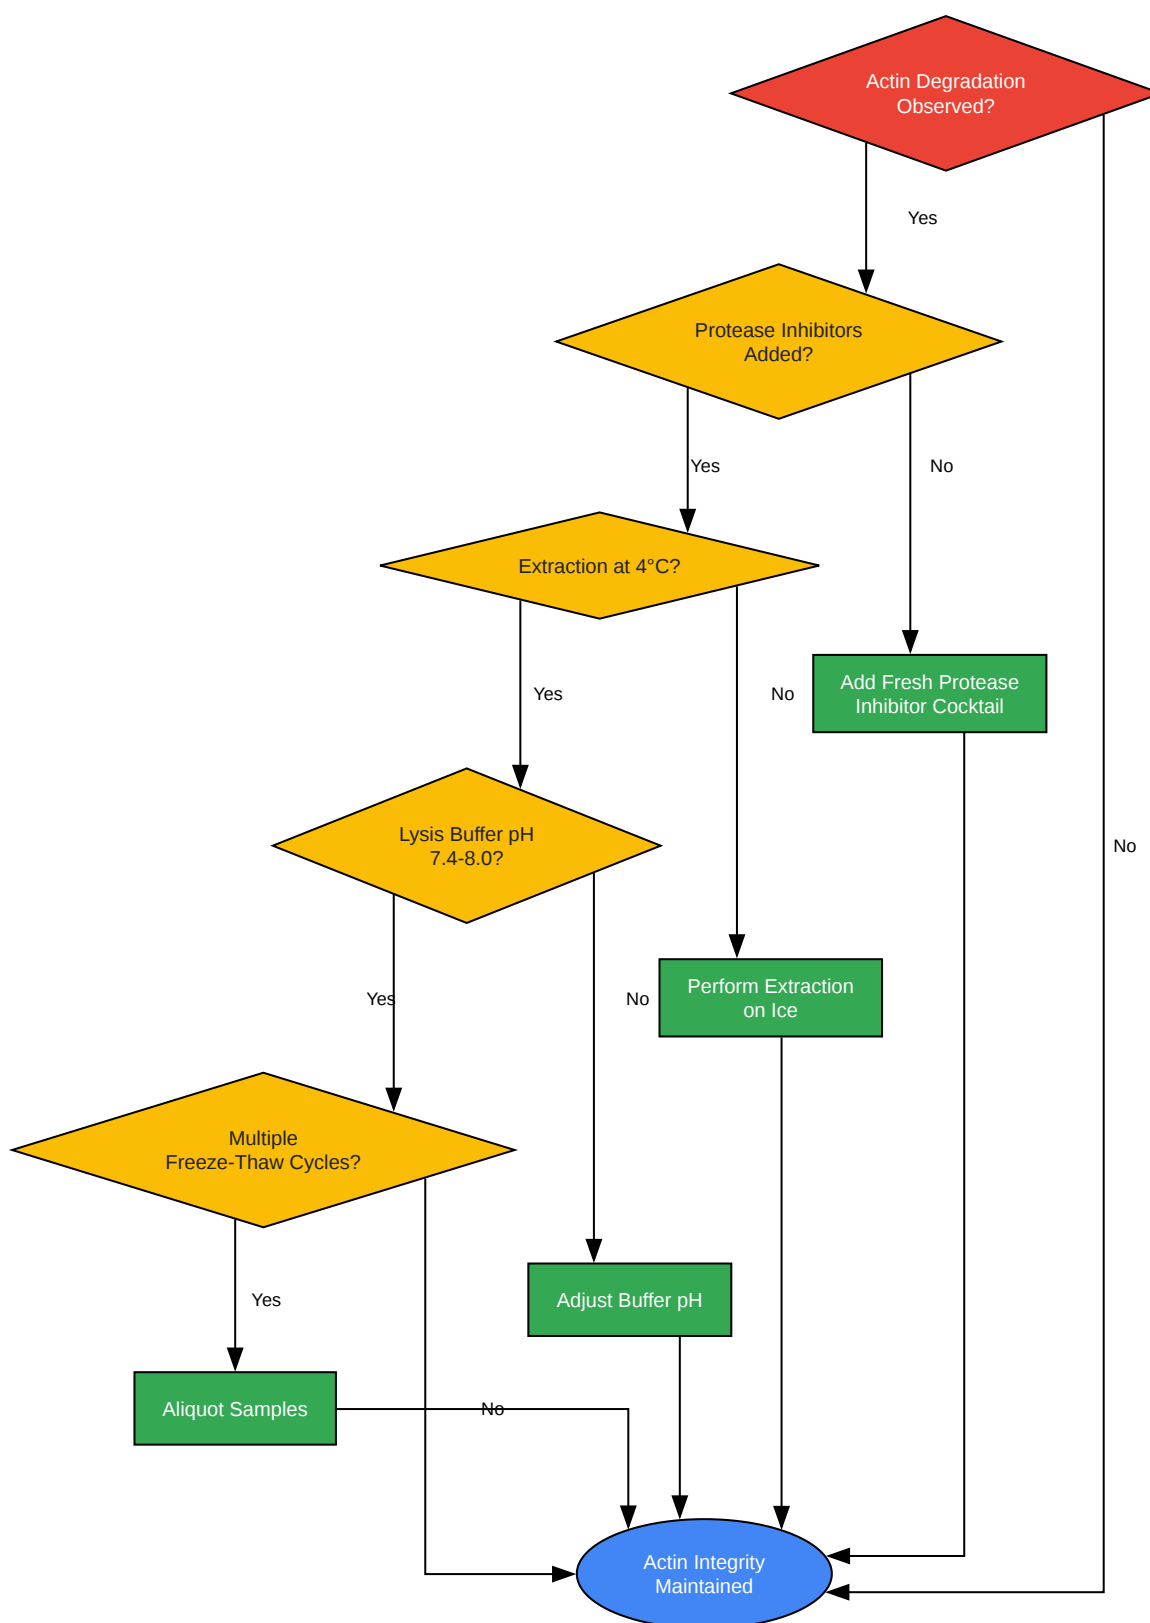 Actin Degradation
Observed?
Yes
Protease Inhibitors
Added?
Yes
No
Extraction at 4°C?
Add Fresh Protease
Inhibitor Cocktail
Yes
No
Lysis Buffer pH
7.4-8.0?
No
Perform Extraction
on Ice
Yes
No
Multiple
Freeze-Thaw Cycles?
Yes
Adjust Buffer pH
Aliquot Samples
No
Actin Integrity
Maintained